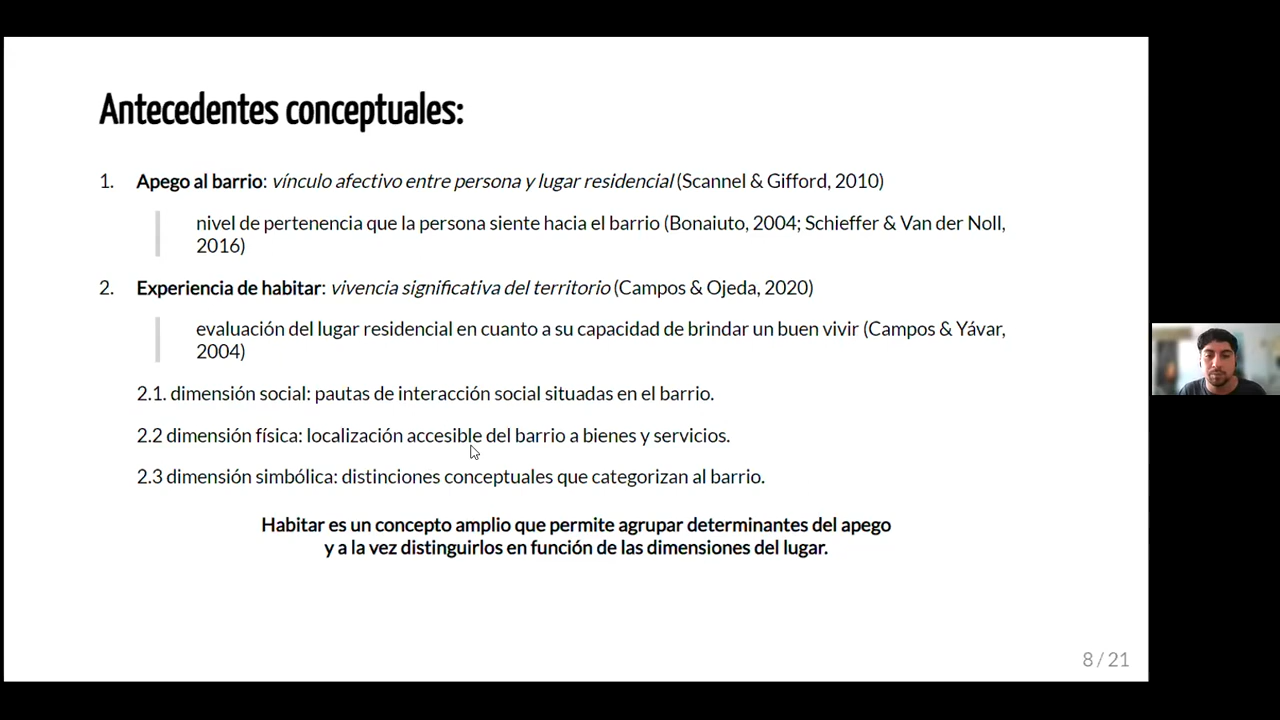 Antecedentes conceptuales:
1. Apego al barrio: vínculo afectivo entre persona y lugar residencial (Scannel & Gifford, 2010)
nivel de pertenencia que la persona siente hacia el barrio (Bonaiuto, 2004; Schieffer & Van der Noll,
2016)
2. Experiencia de habitar: vivencia significativa del territorio (Campos & Ojeda, 2020)
evaluación del lugar residencial en cuanto a su capacidad de brindar un buen vivir (Campos & Yávar,
2004)
2.1. dimensión social: pautas de interacción social situadas en el barrio.
2.2 dimensión física: localización accesible del barrio a bienes y servicios.
2.3 dimensión simbólica: distinciones conceptuales que categorizan al barrio.
Habitar es un concepto amplio que permite agrupar determinantes del apego
y a la vez distinguirlos en función de las dimensiones del lugar.
8 / 21